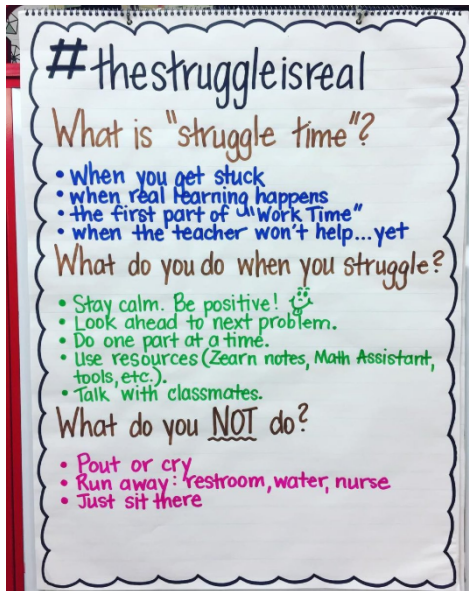 #thestruggleisreal
What is "struggle time"?
• When you get stuck
• when real learning happens
• the first part of "Work Time"
• when the teacher won't help...yet
What do you do when you struggle?
• Stay calm. Be positive!
• Look ahead to next problem.
• Do one part at a time.
• Use resources (Zearn notes, Math Assistant,
tools, etc.).
• Talk with classmates.
What do you NOT do?
• Pout or cry
• Run away: restroom, water, nurse
• Just sit there